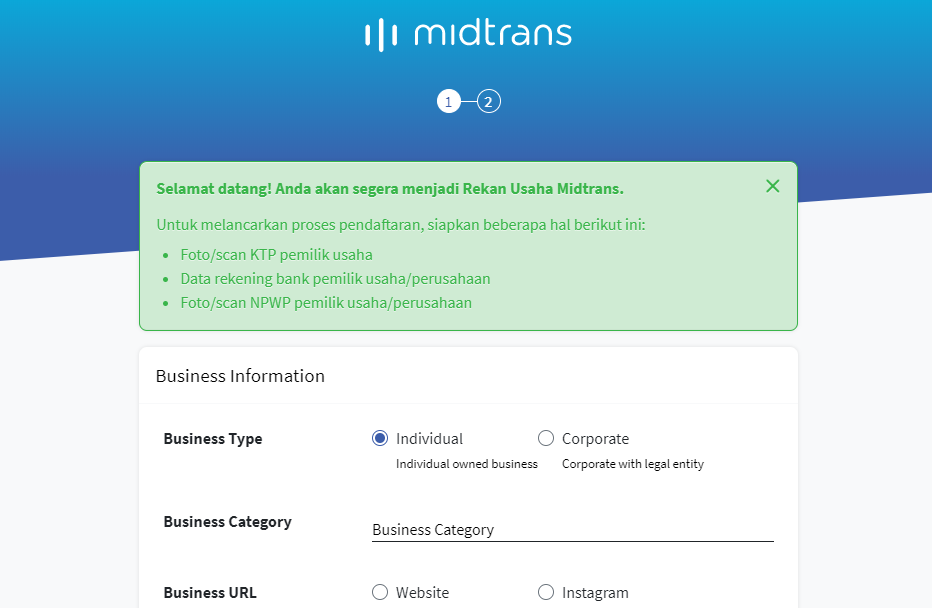 midtrans
1 2
Selamat datang! Anda akan segera menjadi Rekan Usaha Midtrans.
Untuk melancarkan proses pendaftaran, siapkan beberapa hal berikut ini:
• Foto/scan KTP pemilik usaha
• Data rekening bank pemilik usaha/perusahaan
• Foto/scan NPWP pemilik usaha/perusahaan
Business Information
Business Type Individual Corporate
Individual owned business Corporate with legal entity
Business Category
Business Category
Business URL Website Instagram